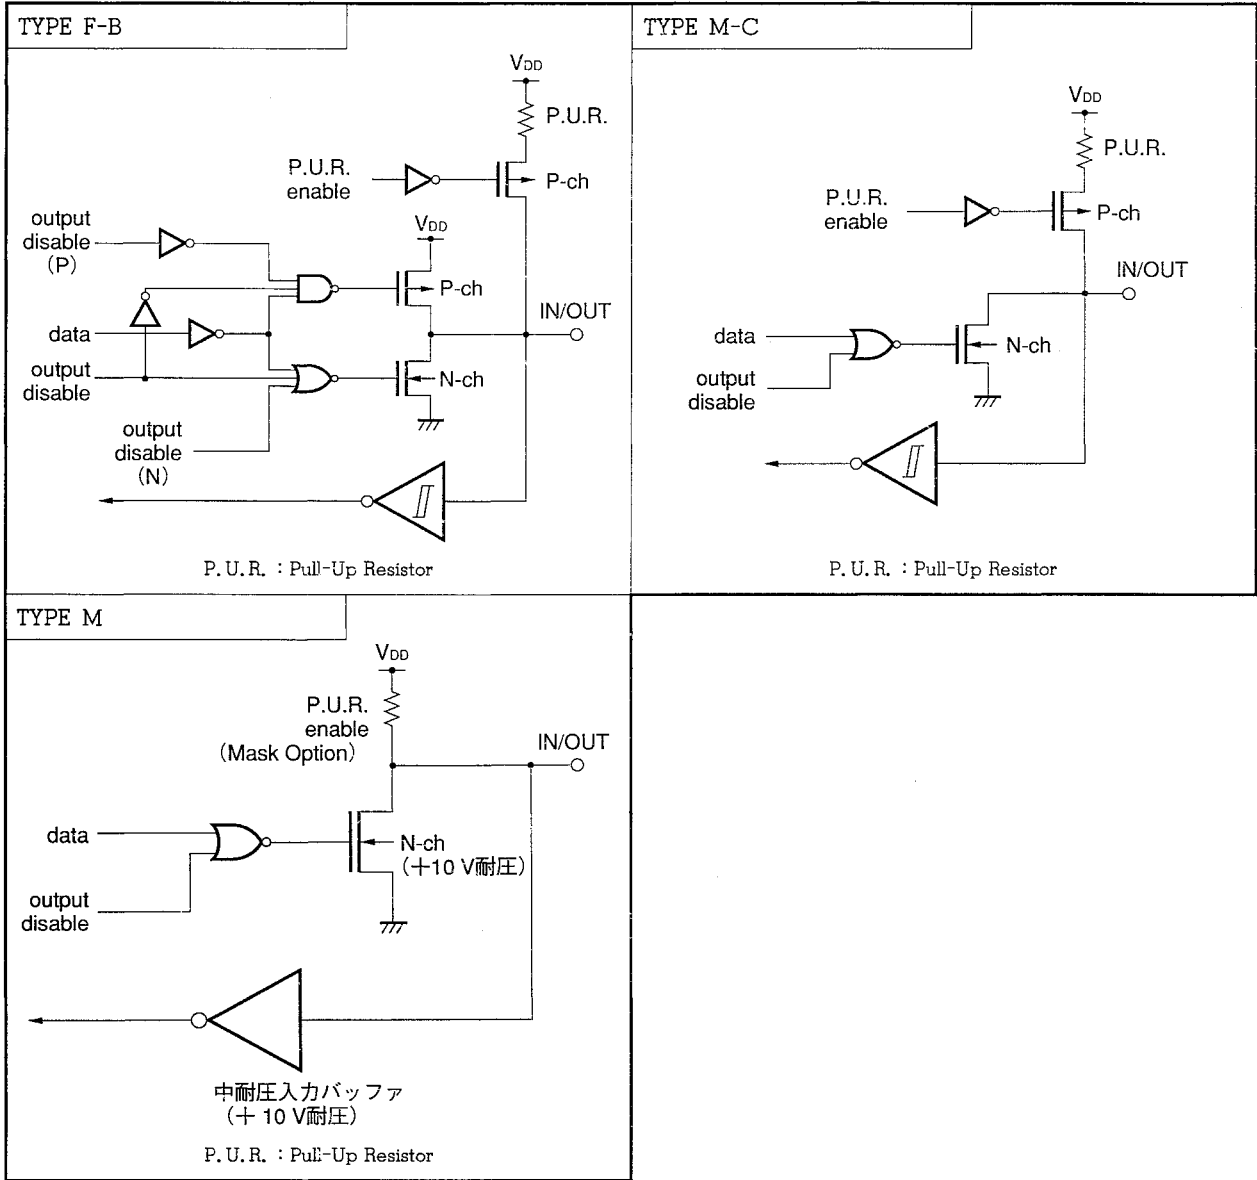 TYPE F-B
VDD
P.U.R.
P.U.R.
enable
P-ch
output
disable
(P)
VDD
P-ch
IN/OUT
data
output
disable
N-ch
output
disable
(N)
P.U.R. : Pull-Up Resistor
TYPE M-C
VDD
P.U.R.
P.U.R.
enable
P-ch
IN/OUT
data
N-ch
output
disable
P.U.R. : Pull-Up Resistor
TYPE M
VDD
P.U.R.
enable
(Mask Option)
IN/OUT
data
N-ch
(+10 V耐圧)
output
disable
中耐圧入力バッファ
(+ 10 V耐圧)
P.U.R. : Pull-Up Resistor